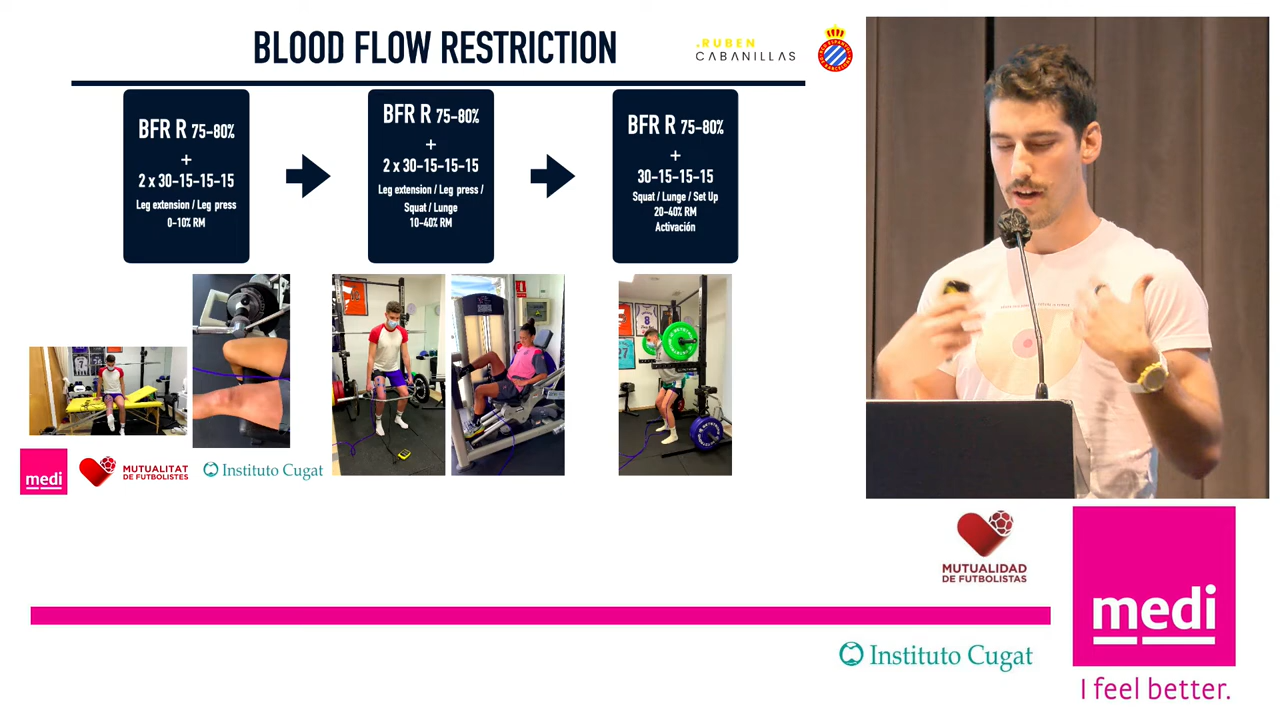 BLOOD FLOW RESTRICTION
.RUBEN
CABANILLAS
BFR R 75-80%
+
2 x 30-15-15-15
Leg extension / Leg press
0-10% RM
BFR R 75-80%
+
2 x 30-15-15-15
Leg extension / Leg press /
Squat / Lunge
10-40% RM
BFR R 75-80%
+
30-15-15-15
Squat / Lunge / Set Up
20-40% RM
Activación
8
27
medi
MUTUALITAT
DE FUTBOLISTES
Instituto Cugat
MUTUALIDAD
DE FUTBOLISTAS
medi
Instituto Cugat
I feel better.